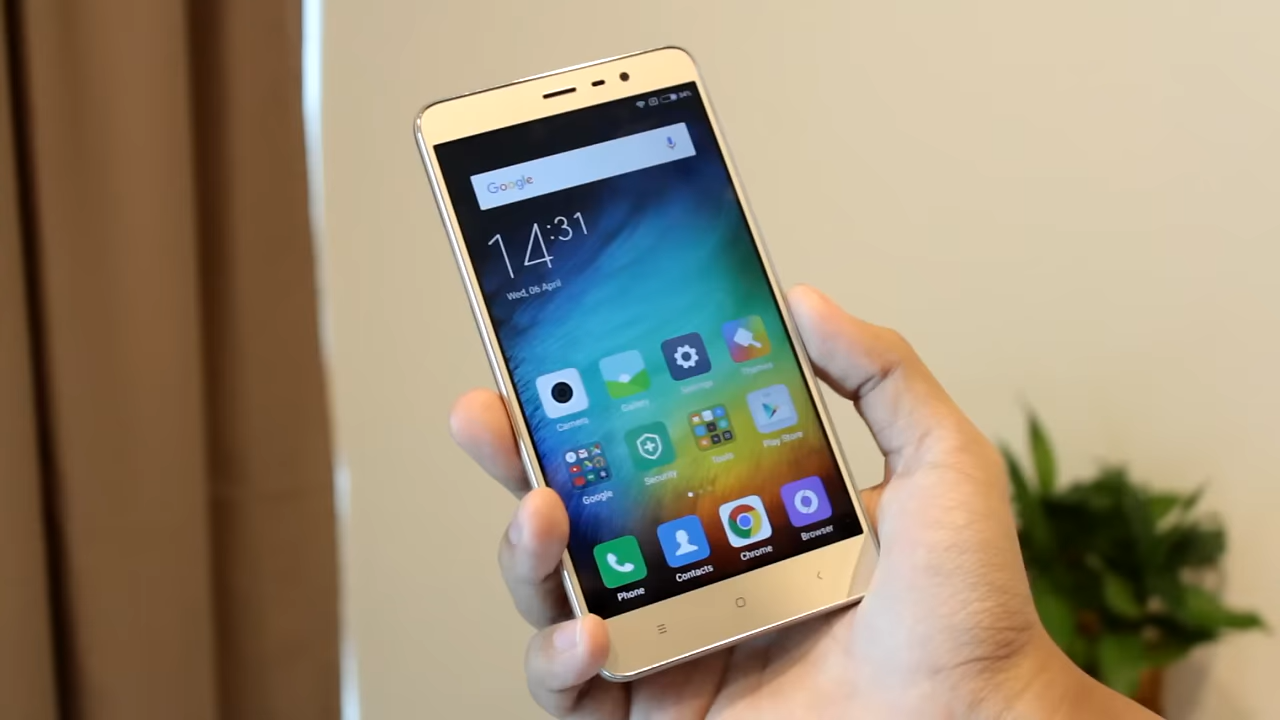 94%
Google
14:31
Wed, 06 April
Camera
Gallery
Settings
Themes
Google
Security
Tools
Play Store
Phone
Contacts
Chrome
Browser